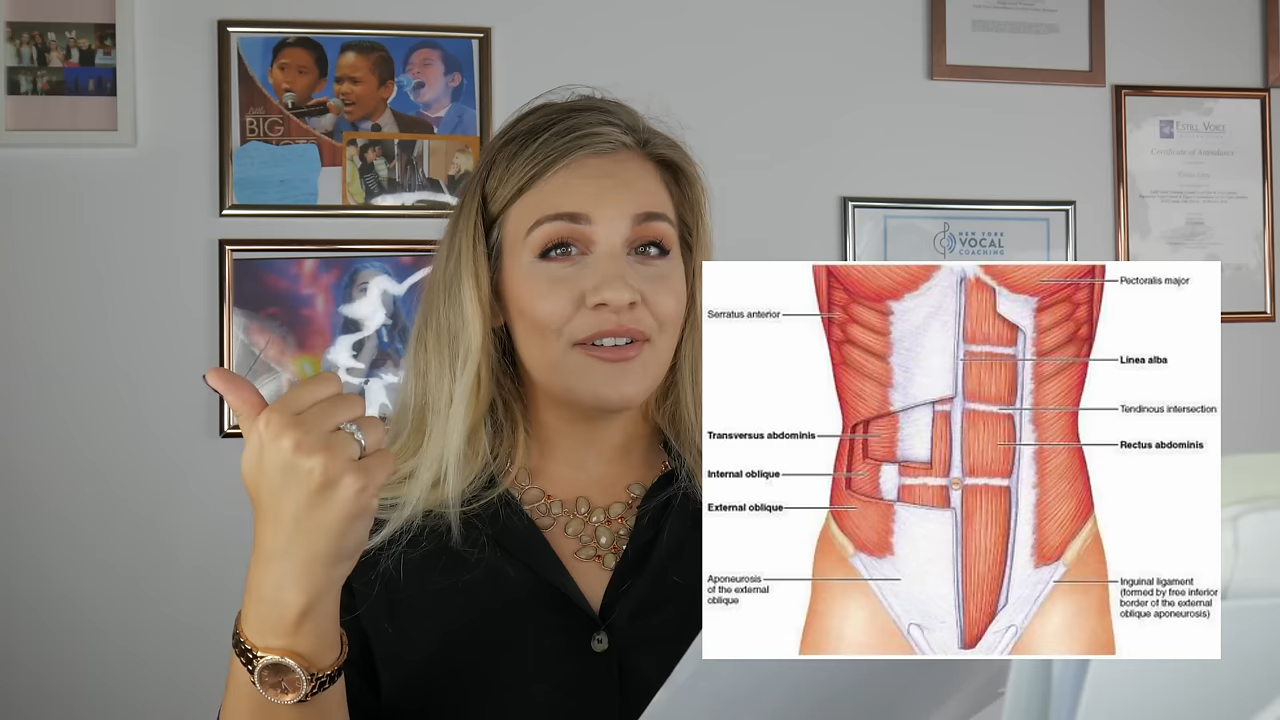 Little
BIG
NEW YORK
VOCAL
COACHING
ESTILL VOICE
Certificate of Attendance
Pectoralis major
Serratus anterior
Linea alba
Tendinous intersection
Transversus abdominis
Rectus abdominis
Internal oblique
External oblique
Aponeurosis
of the external
oblique
Inguinal ligament
(formed by free inferior
border of the external
oblique aponeurosis)